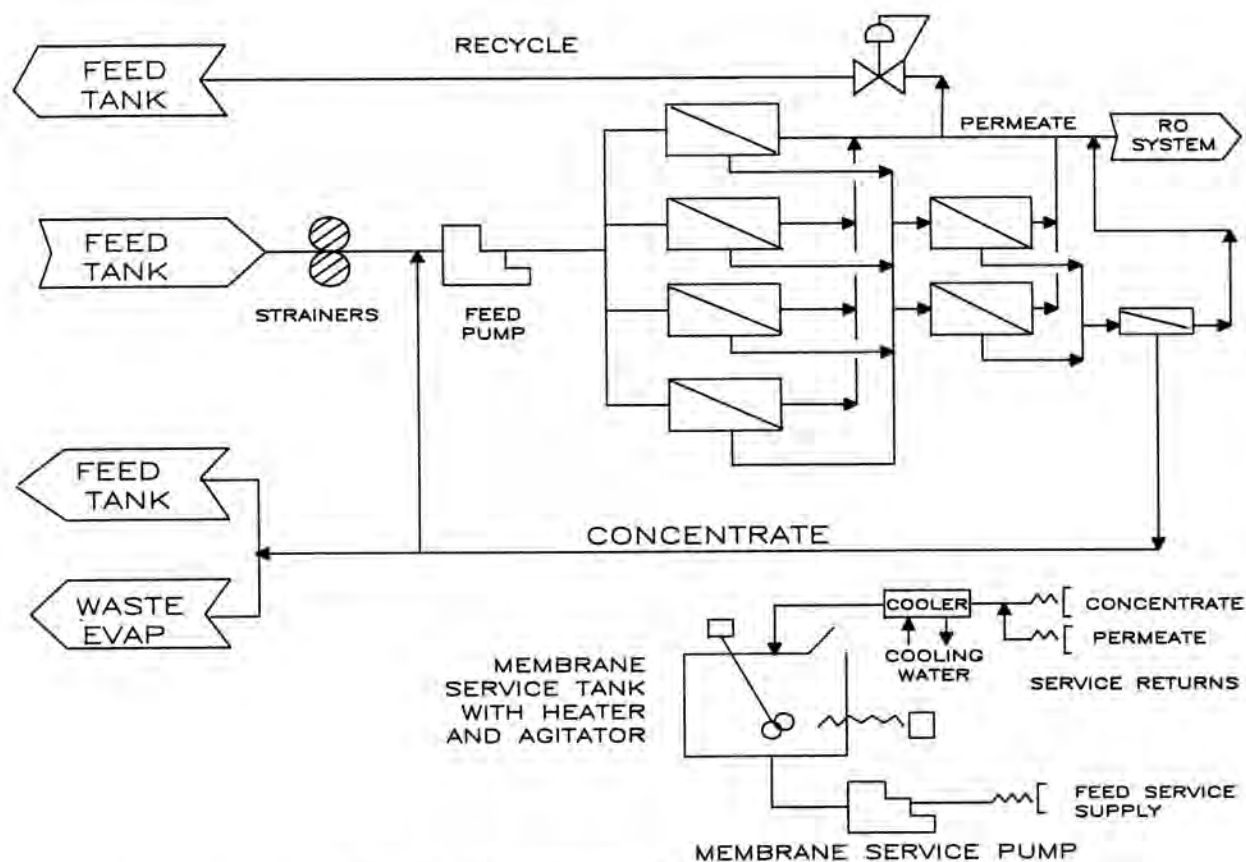 RECYCLE
FEED
TANK
PERMEATE
RO
SYSTEM
FEED
TANK
STRAINERS
FEED
PUMP
FEED
TANK
CONCENTRATE
WASTE
EVAP
COOLER
CONCENTRATE
PERMEATE
COOLING
WATER
SERVICE RETURNS
MEMBRANE
SERVICE TANK
WITH HEATER
AND AGITATOR
FEED SERVICE
SUPPLY
MEMBRANE SERVICE PUMP